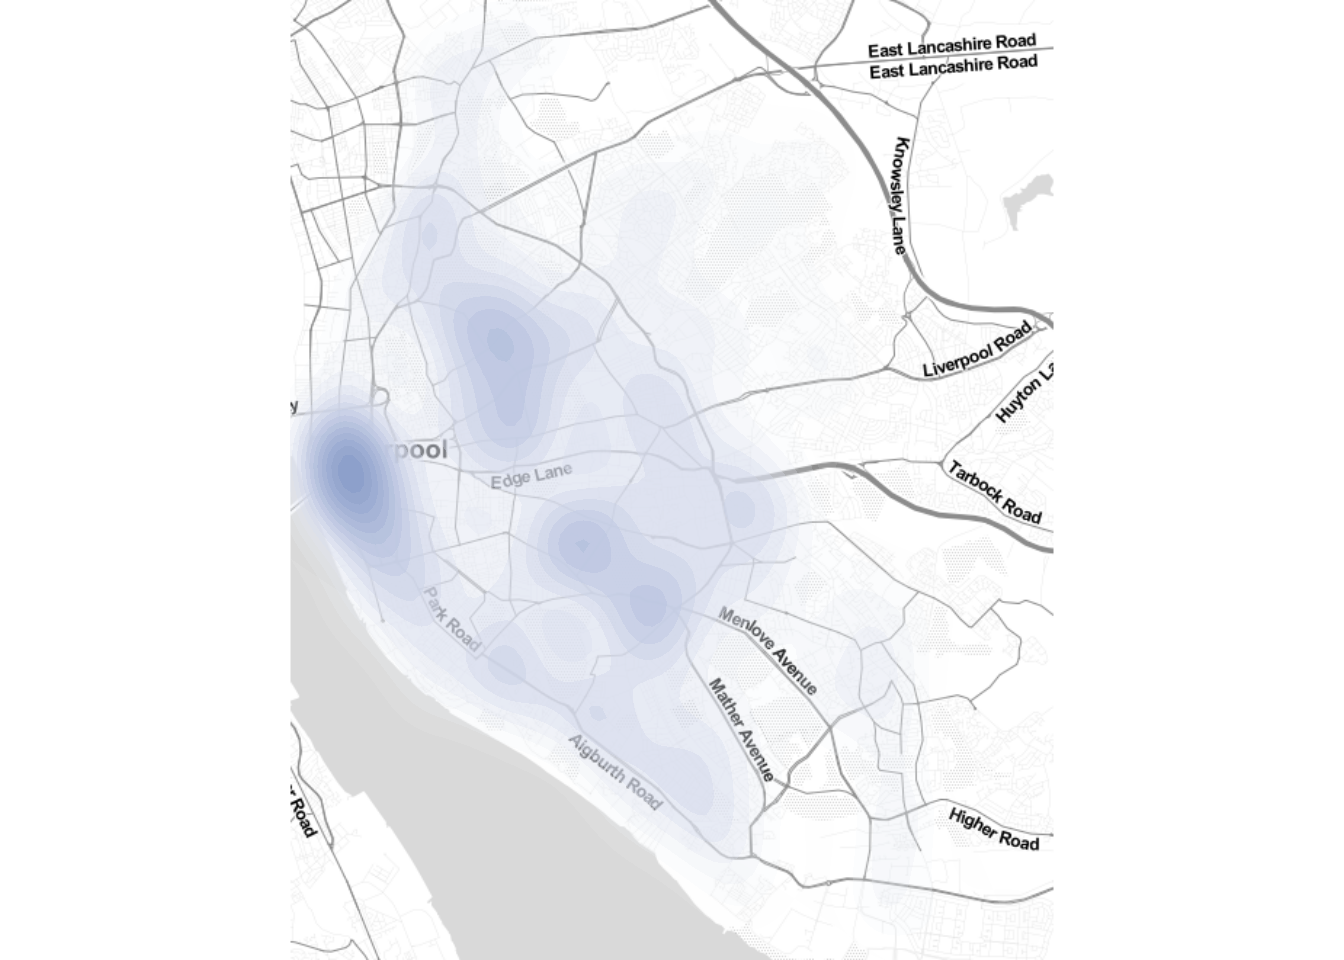 East Lancashire Road
East Lancashire Road
Knowsley Lane
Liverpool Road
Huyton La
y
rpool
Edge Lane
Tarbock Road
Park Road
Menlove Avenue
Mather Avenue
Aigburth Road
r Road
Higher Road